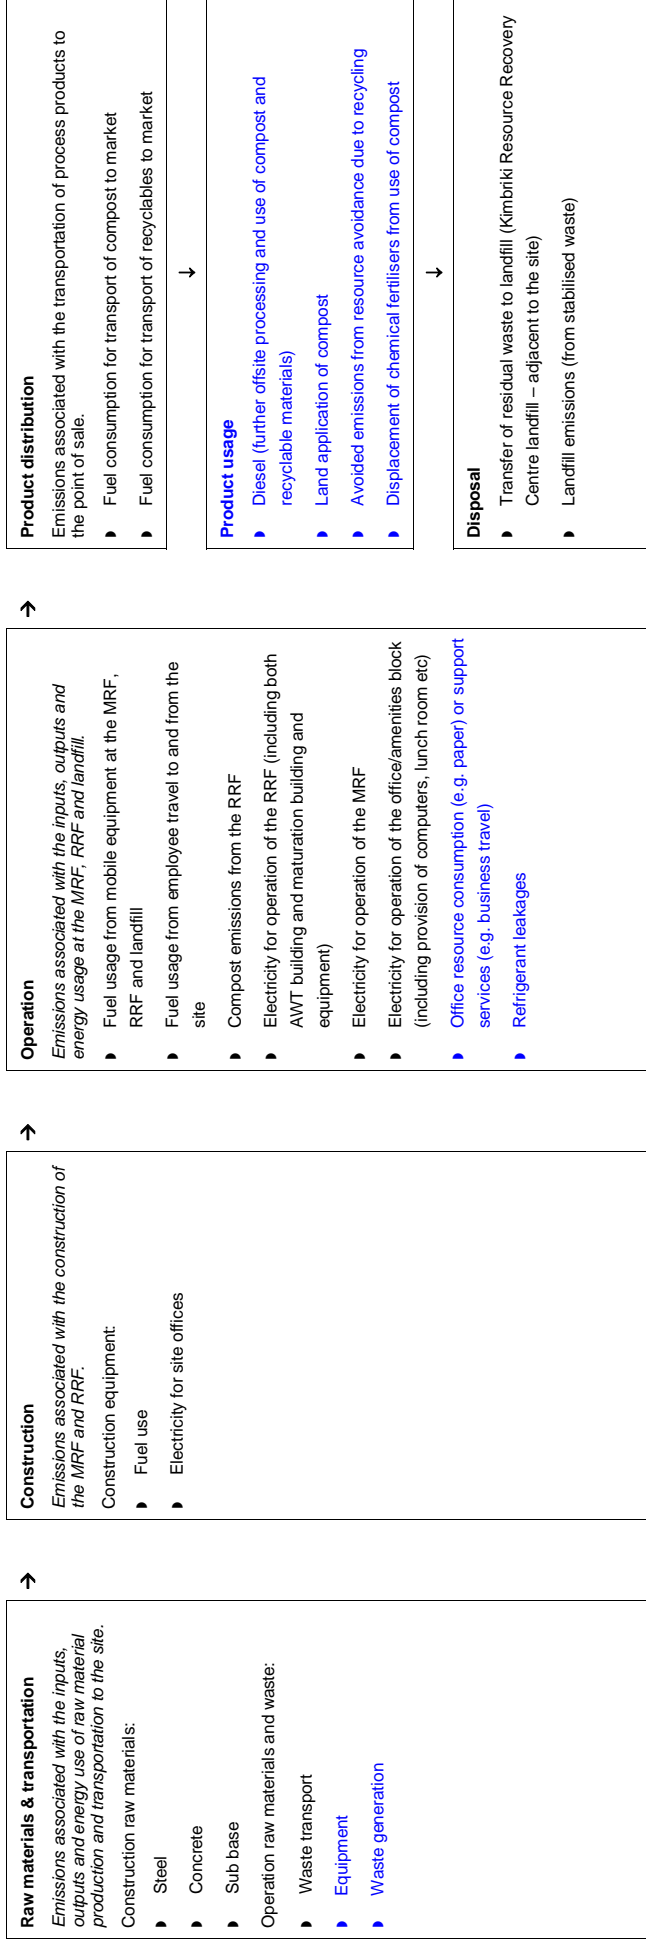 Raw materials & transportation
Emissions associated with the inputs,
outputs and energy use of raw material
production and transportation to the site.
Construction raw materials:
◗ Steel
◗ Concrete
◗ Sub base
Operation raw materials and waste:
◗ Waste transport
◗ Equipment
◗ Waste generation
→
Construction
Emissions associated with the construction of
the MRF and RRF.
Construction equipment:
◗ Fuel use
◗ Electricity for site offices
→
Operation
Emissions associated with the inputs, outputs and
energy usage at the MRF, RRF and landfill.
◗ Fuel usage from mobile equipment at the MRF,
RRF and landfill
◗ Fuel usage from employee travel to and from the
site
◗ Compost emissions from the RRF
◗ Electricity for operation of the RRF (including both
AWT building and maturation building and
equipment)
◗ Electricity for operation of the MRF
◗ Electricity for operation of the office/amenities block
(including provision of computers, lunch room etc)
◗ Office resource consumption (e.g. paper) or support
services (e.g. business travel)
◗ Refrigerant leakages
→
Product distribution
Emissions associated with the transportation of process products to
the point of sale.
◗ Fuel consumption for transport of compost to market
◗ Fuel consumption for transport of recyclables to market
↓
Product usage
◗ Diesel (further offsite processing and use of compost and
recyclable materials)
◗ Land application of compost
◗ Avoided emissions from resource avoidance due to recycling
◗ Displacement of chemical fertilisers from use of compost
↓
Disposal
◗ Transfer of residual waste to landfill (Kimbriki Resource Recovery
Centre landfill – adjacent to the site)
◗ Landfill emissions (from stabilised waste)